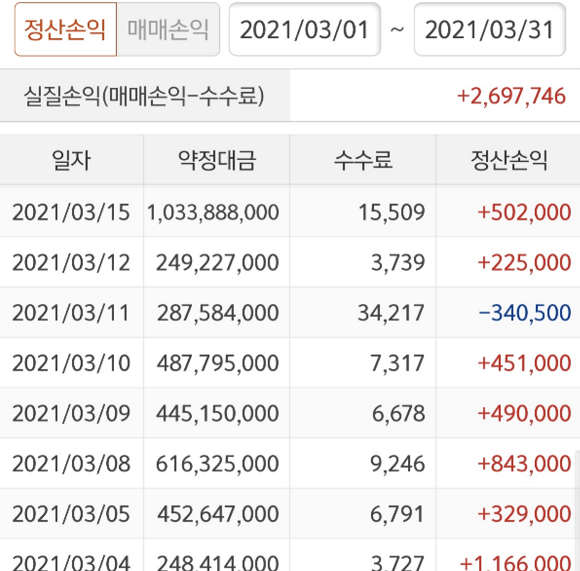 정산손익 매매손익 2021/03/01 ~ 2021/03/31
실질손익(매매손익-수수료) +2,697,746
일자 약정대금 수수료 정산손익
2021/03/15 1,033,888,000 15,509 +502,000
2021/03/12 249,227,000 3,739 +225,000
2021/03/11 287,584,000 34,217 -340,500
2021/03/10 487,795,000 7,317 +451,000
2021/03/09 445,150,000 6,678 +490,000
2021/03/08 616,325,000 9,246 +843,000
2021/03/05 452,647,000 6,791 +329,000
2021/03/04 248,414,000 3,727 +1,166,000